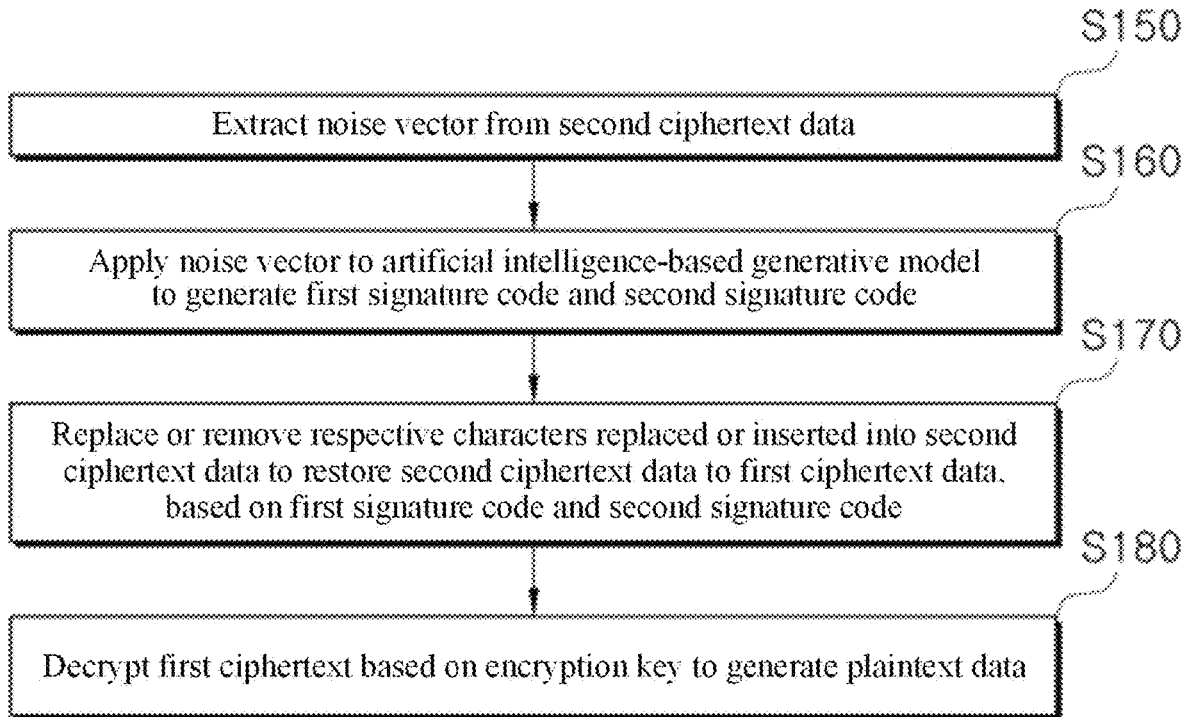 S150
Extract noise vector from second ciphertext data
S160
Apply noise vector to artificial intelligence-based generative model
to generate first signature code and second signature code
S170
Replace or remove respective characters replaced or inserted into second
ciphertext data to restore second ciphertext data to first ciphertext data,
based on first signature code and second signature code
S180
Decrypt first ciphertext based on encryption key to generate plaintext data